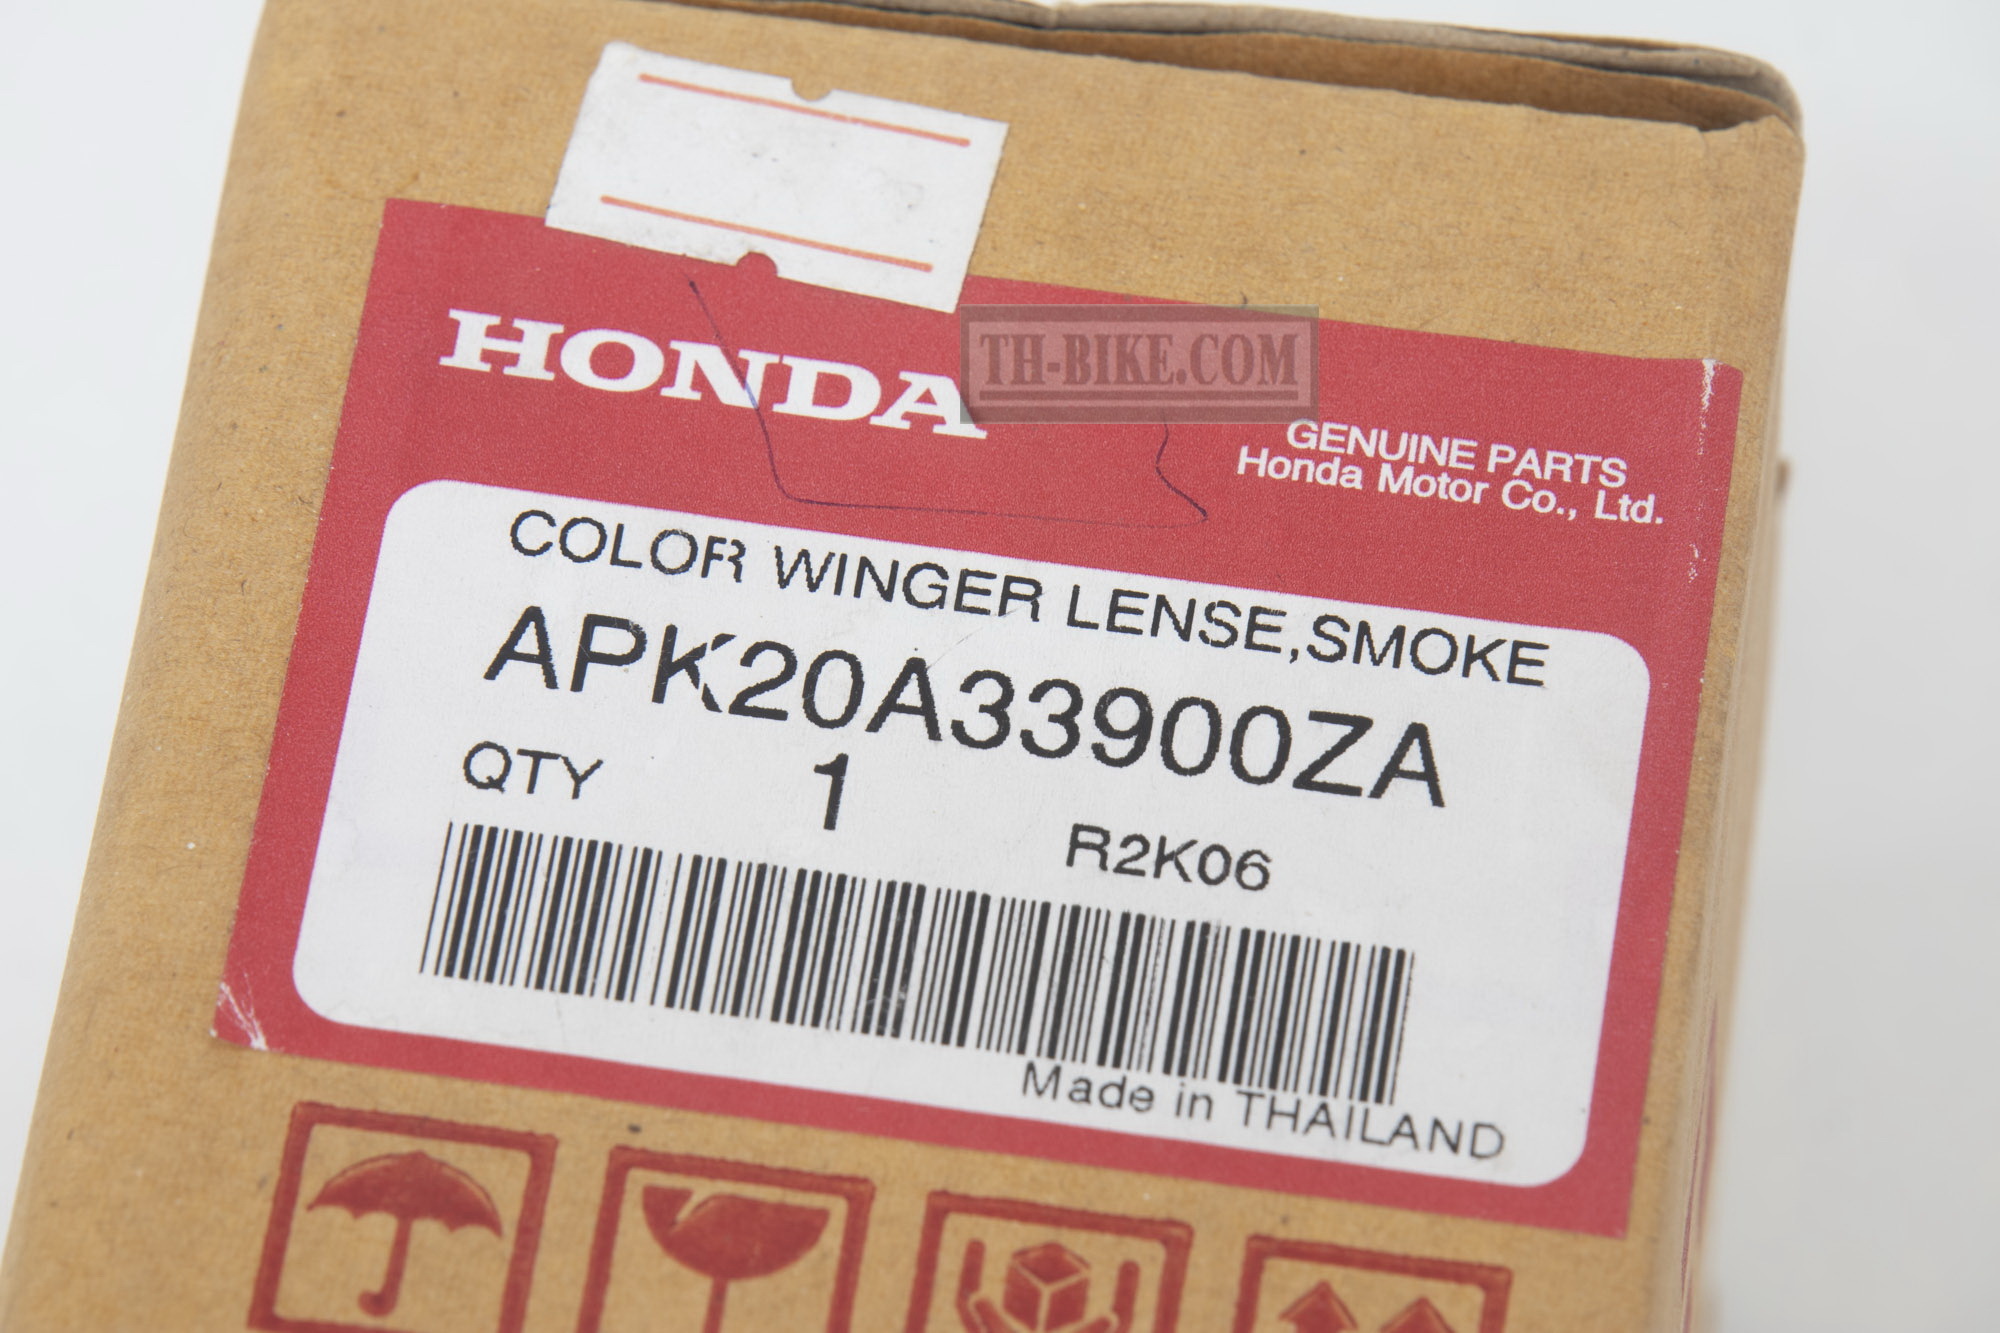 HONDA
TH-BIKE.COM
GENUINE PARTS
Honda Motor Co., Ltd.
COLOR WINGER LENSE,SMOKE
APK20A33900ZA
QTY 1
R2K06
Made in THAILAND